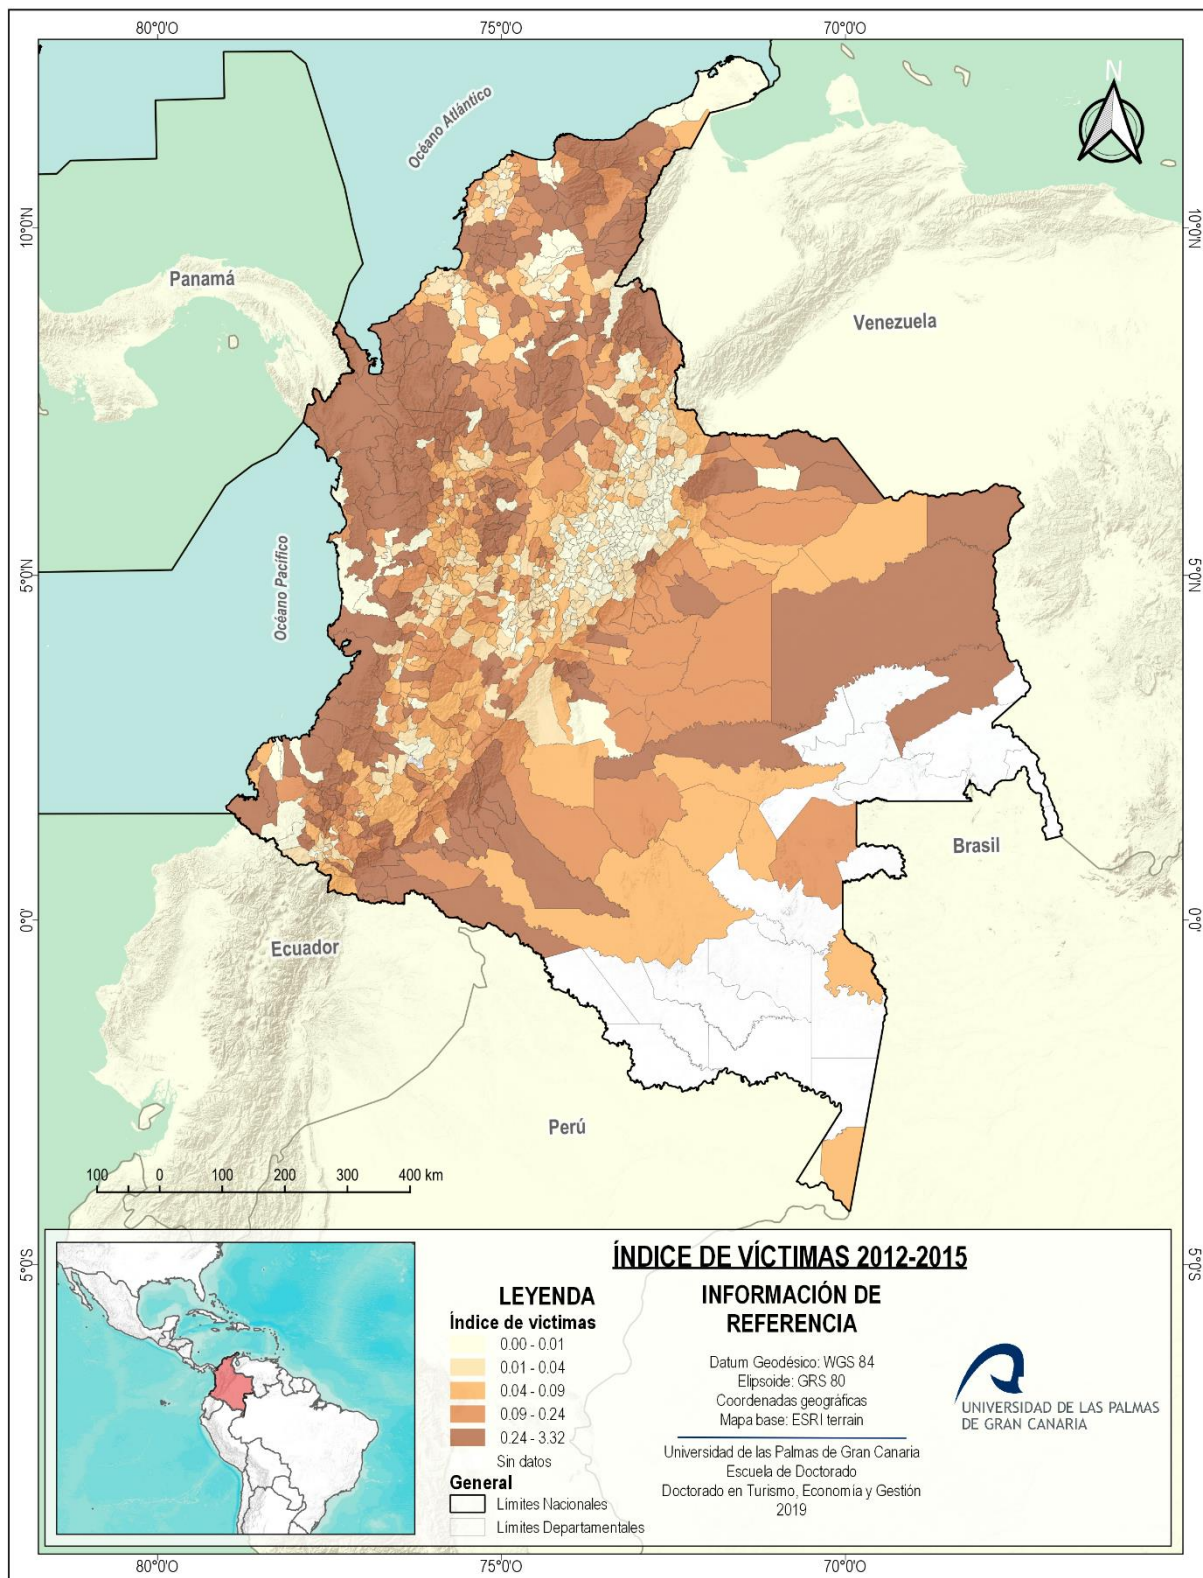 80°0'O
75°0'O
70°0'O
Océano Atlántico
N
10°0'N
10°0'N
Panamá
Venezuela
5°0'N
Océano Pacífico
5°0'N
Brasil
0°0'
Ecuador
0°0'
Perú
100 0 100 200 300 400 km
5°0'S
5°0'S
ÍNDICE DE VÍCTIMAS 2012-2015
LEYENDA
Índice de victimas
0.00 - 0.01
0.01 - 0.04
0.04 - 0.09
0.09 - 0.24
0.24 - 3.32
Sin datos
General
Límites Nacionales
Límites Departamentales
INFORMACIÓN DE
REFERENCIA
Datum Geodésico: WGS 84
Elipsoide: GRS 80
Coordenadas geográficas
Mapa base: ESRI terrain
Universidad de las Palmas de Gran Canaria
Escuela de Doctorado
Doctorado en Turismo, Economía y Gestión
2019
UNIVERSIDAD DE LAS PALMAS
DE GRAN CANARIA
80°0'O
75°0'O
70°0'O